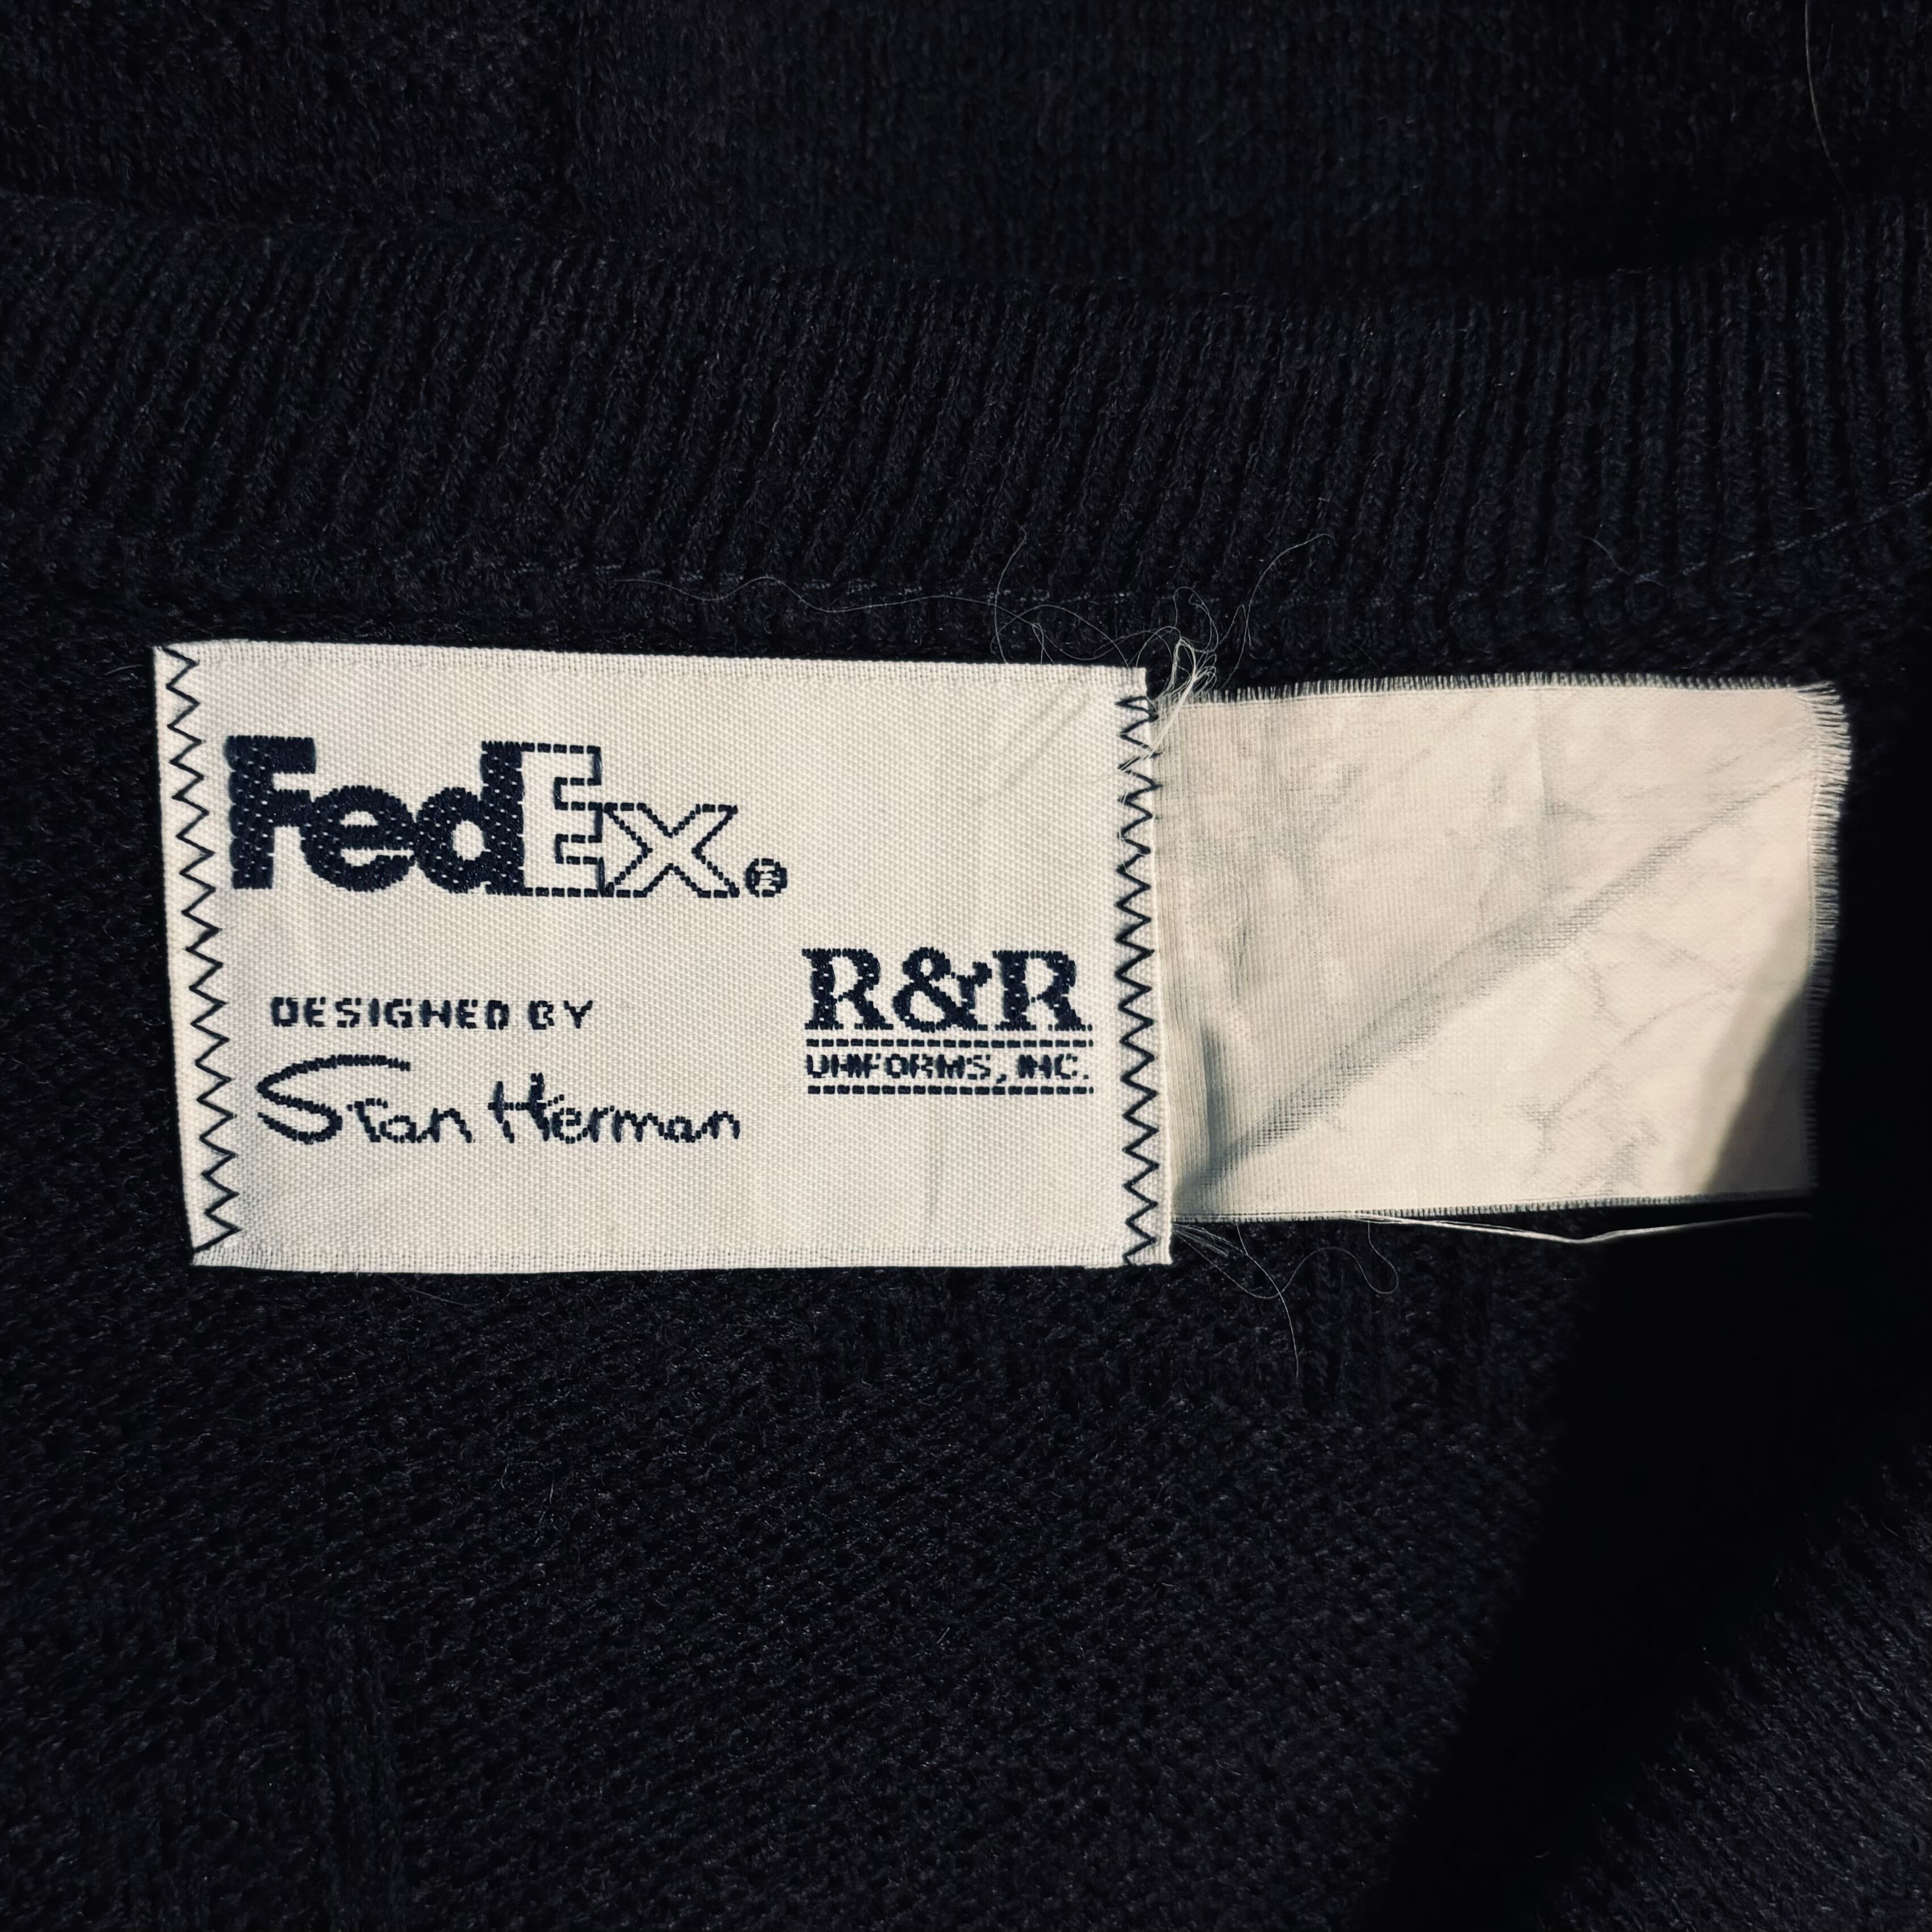 FedEx®
DESIGNED BY
Stan Herman
R&R
UNIFORMS, INC.